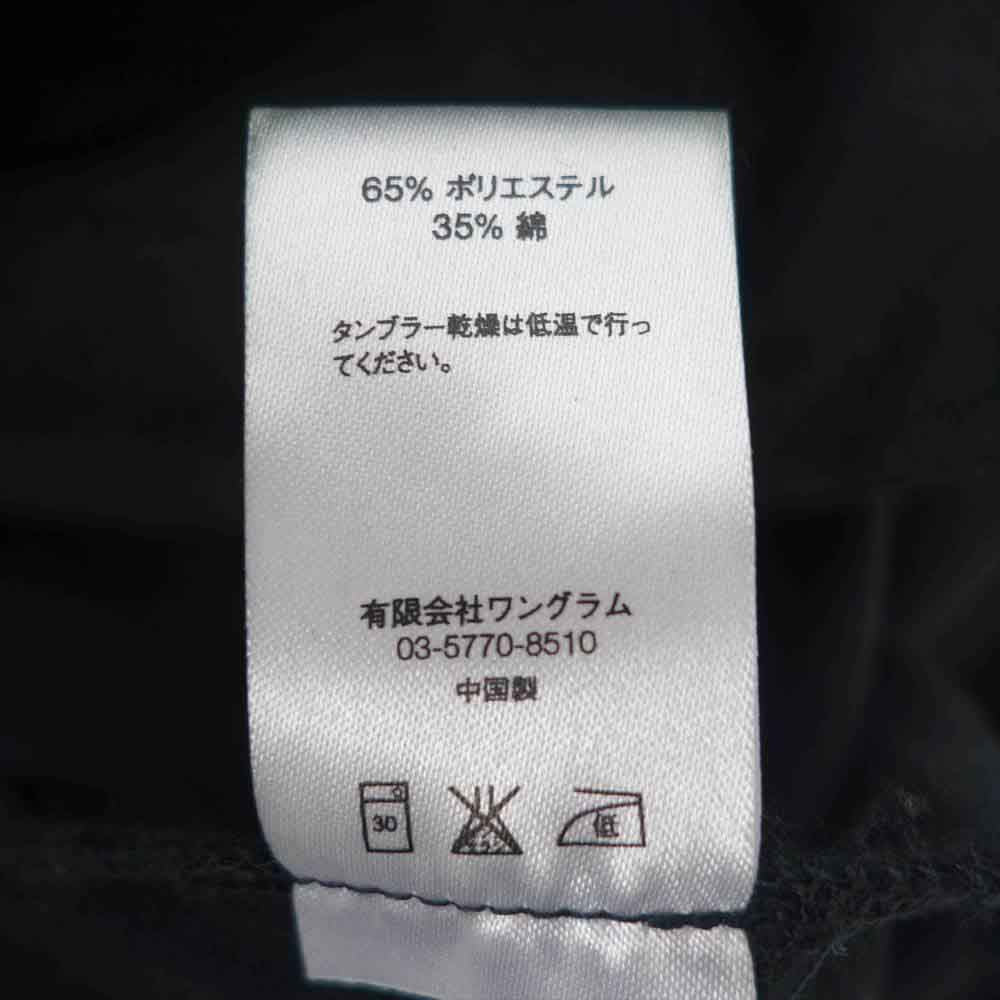 65% ポリエステル
35% 綿
タンブラー乾燥は低温で行っ
てください。
有限会社ワングラム
03-5770-8510
中国製
30
低